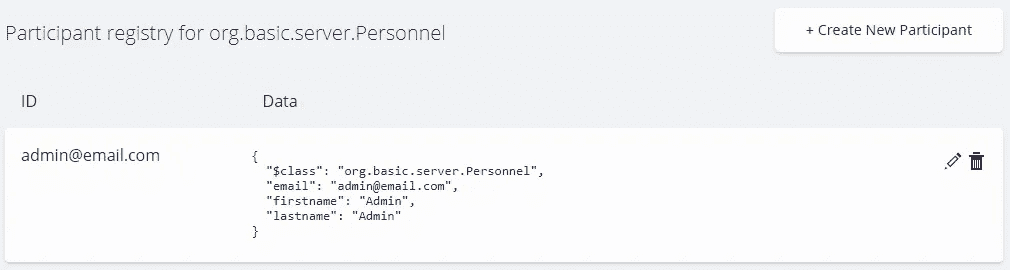 Participant registry for org.basic.server.Personnel
+ Create New Participant
ID Data
admin@email.com
{
"$class": "org.basic.server.Personnel",
"email": "admin@email.com",
"firstname": "Admin",
"lastname": "Admin"
}